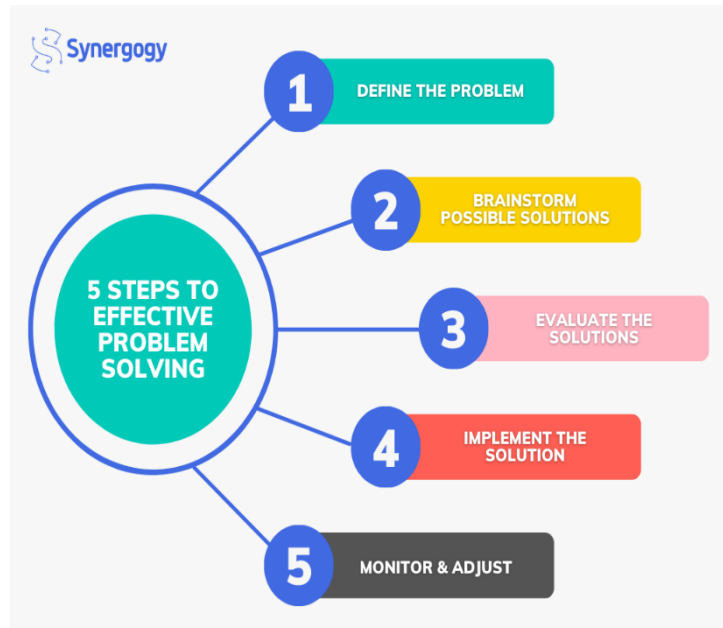 Synergogy
1
DEFINE THE PROBLEM
2
BRAINSTORM
POSSIBLE SOLUTIONS
5 STEPS TO
EFFECTIVE
PROBLEM
SOLVING
3
EVALUATE THE
SOLUTIONS
4
IMPLEMENT THE
SOLUTION
5
MONITOR & ADJUST